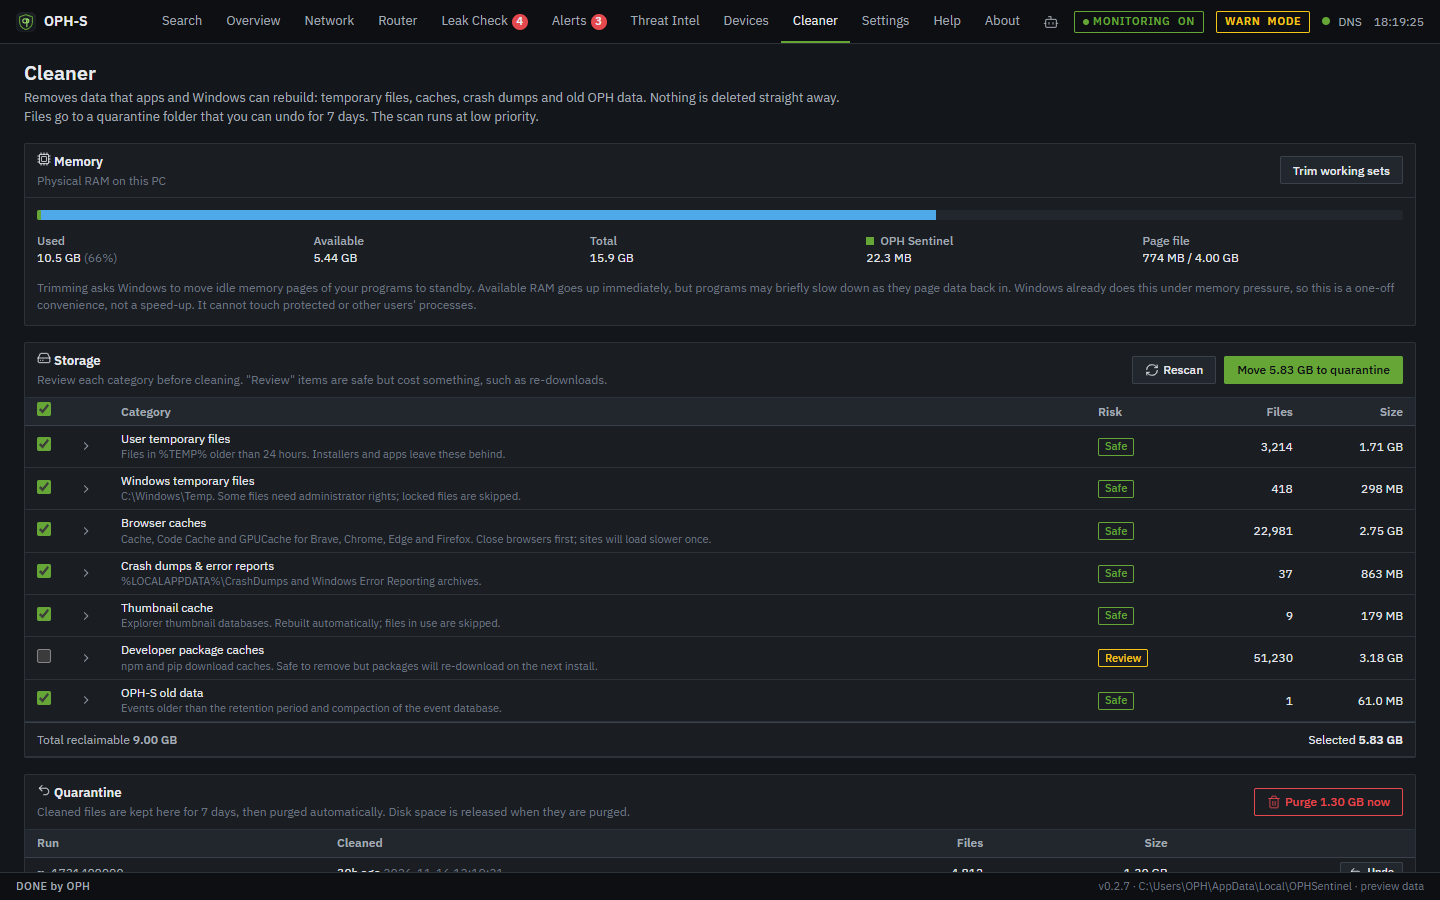 OPH-S
Search
Overview
Network
Router
Leak Check 4
Alerts 3
Threat Intel
Devices
Cleaner
Settings
Help
About
MONITORING ON
WARN MODE
DNS
18:19:25
Cleaner
Removes data that apps and Windows can rebuild: temporary files, caches, crash dumps and old OPH data. Nothing is deleted straight away.
Files go to a quarantine folder that you can undo for 7 days. The scan runs at low priority.
Memory
Physical RAM on this PC
Trim working sets
Used
10.5 GB (66%)
Available
5.44 GB
Total
15.9 GB
OPH Sentinel
22.3 MB
Page file
774 MB / 4.00 GB
Trimming asks Windows to move idle memory pages of your programs to standby. Available RAM goes up immediately, but programs may briefly slow down as they page data back in. Windows already does this under memory pressure, so this is a one-off
convenience, not a speed-up. It cannot touch protected or other users' processes.
Storage
Review each category before cleaning. "Review" items are safe but cost something, such as re-downloads.
Rescan
Move 5.83 GB to quarantine
Category Risk Files Size
User temporary files
Files in %TEMP% older than 24 hours. Installers and apps leave these behind.
Safe 3,214 1.71 GB
Windows temporary files
C:\Windows\Temp. Some files need administrator rights; locked files are skipped.
Safe 418 298 MB
Browser caches
Cache, Code Cache and GPUCache for Brave, Chrome, Edge and Firefox. Close browsers first; sites will load slower once.
Safe 22,981 2.75 GB
Crash dumps & error reports
%LOCALAPPDATA%\CrashDumps and Windows Error Reporting archives.
Safe 37 863 MB
Thumbnail cache
Explorer thumbnail databases. Rebuilt automatically; files in use are skipped.
Safe 9 179 MB
Developer package caches
npm and pip download caches. Safe to remove but packages will re-download on the next install.
Review 51,230 3.18 GB
OPH-S old data
Events older than the retention period and compaction of the event database.
Safe 1 61.0 MB
Total reclaimable 9.00 GB
Selected 5.83 GB
Quarantine
Cleaned files are kept here for 7 days, then purged automatically. Disk space is released when they are purged.
Purge 1.30 GB now
Run Cleaned Files Size
Undo
DONE by OPH
v0.2.7 · C:\Users\OPH\AppData\Local\OPHSentinel · preview data